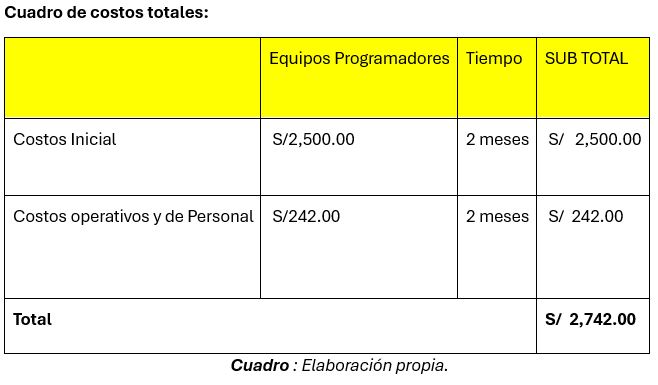 Cuadro de costos totales:
Equipos Programadores Tiempo SUB TOTAL
Costos Inicial S/2,500.00 2 meses S/ 2,500.00
Costos operativos y de Personal S/242.00 2 meses S/ 242.00
Total S/ 2,742.00
Cuadro : Elaboración propia.